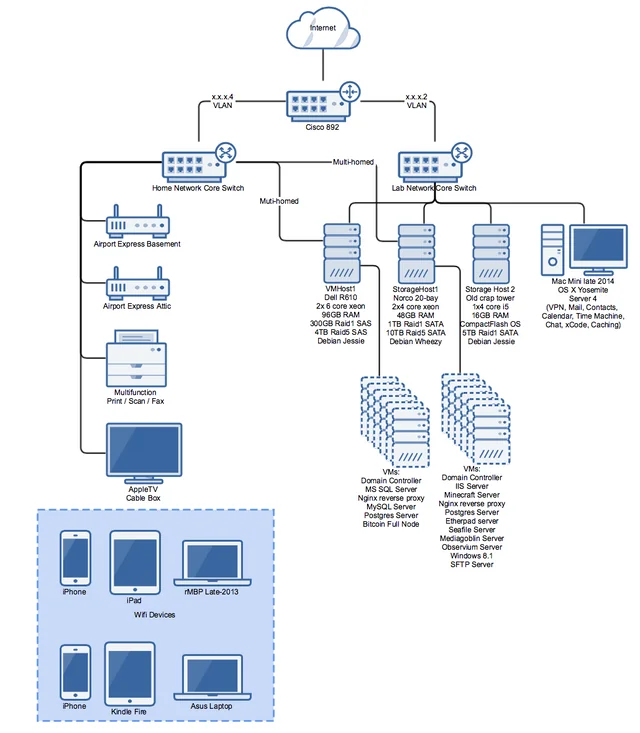 Internet
x.x.x.4
VLAN
x.x.x.2
VLAN
Cisco 892
Home Network Core Switch
Multi-homed
Lab Network Core Switch
Muti-homed
Airport Express Basement
Airport Express Attic
Multifunction
Print / Scan / Fax
AppleTV
Cable Box
VMHost1
Dell R610
2x 6 core xeon
96GB RAM
300GB Raid1 SAS
4TB Raid5 SAS
Debian Jessie
StorageHost1
Norco 20-bay
2x4 core xeon
48GB RAM
1TB Raid1 SATA
10TB Raid5 SATA
Debian Wheezy
Storage Host 2
Old crap tower
1x4 core i5
16GB RAM
CompactFlash OS
5TB Raid1 SATA
Debian Jessie
Mac Mini late 2014
OS X Yosemite
Server 4
(VPN, Mail, Contacts,
Calendar, Time Machine,
Chat, xCode, Caching)
VMs:
Domain Controller
MS SQL Server
Nginx reverse proxy
MySQL Server
Postgres Server
Bitcoin Full Node
VMs:
Domain Controller
IIS Server
Minecraft Server
Nginx reverse proxy
Postgres Server
Etherpad server
Seafile Server
Mediagoblin Server
Observium Server
Windows 8.1
SFTP Server
iPhone
iPad
rMBP Late-2013
Wifi Devices
iPhone
Kindle Fire
Asus Laptop